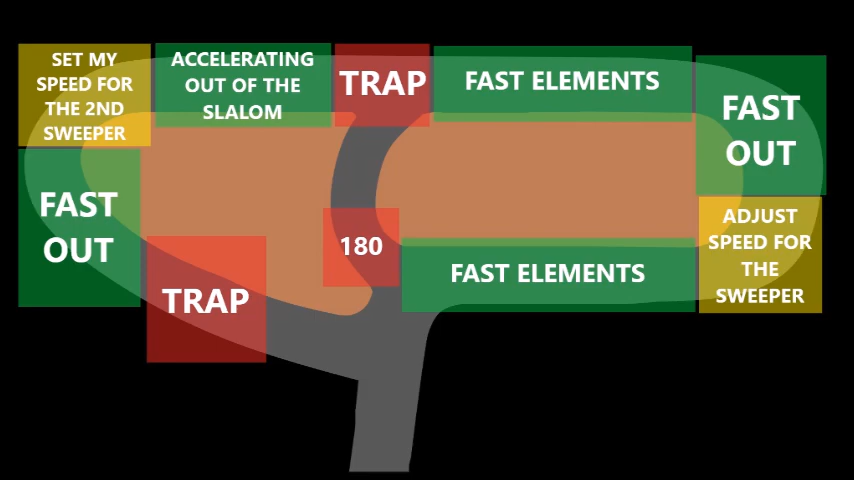 SET MY
SPEED FOR
THE 2ND
SWEEPER
ACCELERATING
OUT OF THE
SLALOM
TRAP
FAST ELEMENTS
FAST
OUT
FAST
OUT
TRAP
180
FAST ELEMENTS
ADJUST
SPEED FOR
THE
SWEEPER